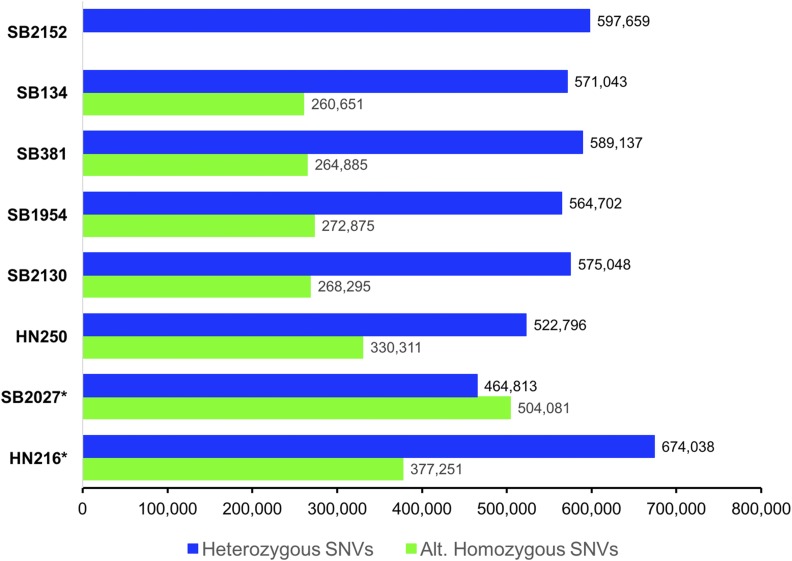 SB2152
597,659
SB134
571,043
260,651
SB381
589,137
264,885
SB1954
564,702
272,875
SB2130
575,048
268,295
HN250
522,796
330,311
SB2027*
464,813
504,081
HN216*
674,038
377,251
0 100,000 200,000 300,000 400,000 500,000 600,000 700,000 800,000
Heterozygous SNVs Alt. Homozygous SNVs